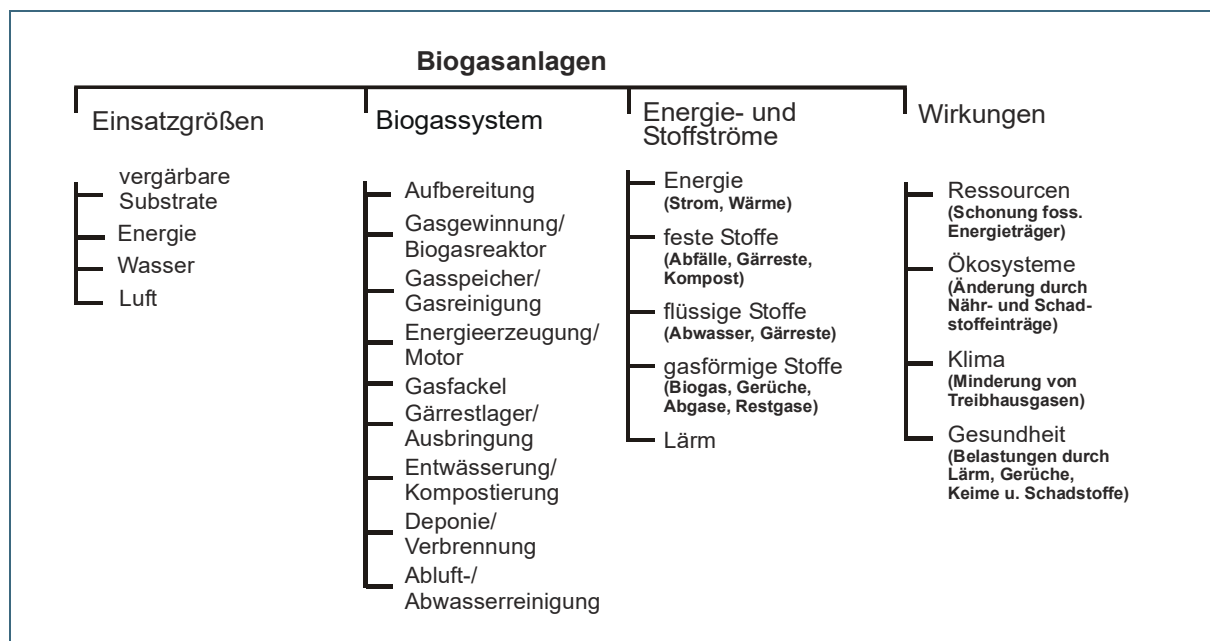 Biogasanlagen
Einsatzgrößen
vergärbare
Substrate
Energie
Wasser
Luft
Biogassystem
Aufbereitung
Gasgewinnung/
Biogasreaktor
Gasspeicher/
Gasreinigung
Energieerzeugung/
Motor
Gasfackel
Gärrestlager/
Ausbringung
Entwässerung/
Kompostierung
Deponie/
Verbrennung
Abluft-/
Abwasserreinigung
Energie- und
Stoffströme
Energie
(Strom, Wärme)
feste Stoffe
(Abfälle, Gärreste,
Kompost)
flüssige Stoffe
(Abwasser, Gärreste)
gasförmige Stoffe
(Biogas, Gerüche,
Abgase, Restgase)
Lärm
Wirkungen
Ressourcen
(Schonung foss.
Energieträger)
Ökosysteme
(Änderung durch
Nähr- und Schad-
stoffeinträge)
Klima
(Minderung von
Treibhausgasen)
Gesundheit
(Belastungen durch
Lärm, Gerüche,
Keime u. Schadstoffe)